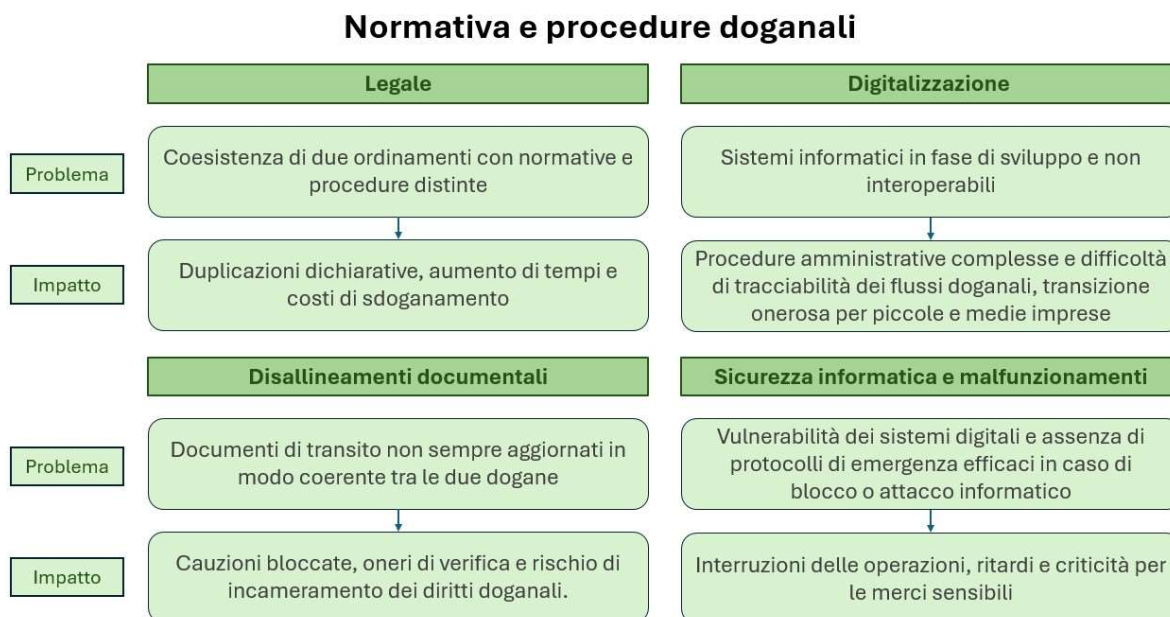 Normativa e procedure doganali
Legale
Digitalizzazione
Problema
Coesistenza di due ordinamenti con normative e
procedure distinte
Sistemi informatici in fase di sviluppo e non
interoperabili
Impatto
Duplicazioni dichiarative, aumento di tempi e
costi di sdoganamento
Procedure amministrative complesse e difficoltà
di tracciabilità dei flussi doganali, transizione
onerosa per piccole e medie imprese
Disallineamenti documentali
Sicurezza informatica e malfunzionamenti
Problema
Documenti di transito non sempre aggiornati in
modo coerente tra le due dogane
Vulnerabilità dei sistemi digitali e assenza di
protocolli di emergenza efficaci in caso di
blocco o attacco informatico
Impatto
Cauzioni bloccate, oneri di verifica e rischio di
incameramento dei diritti doganali.
Interruzioni delle operazioni, ritardi e criticità per
le merci sensibili